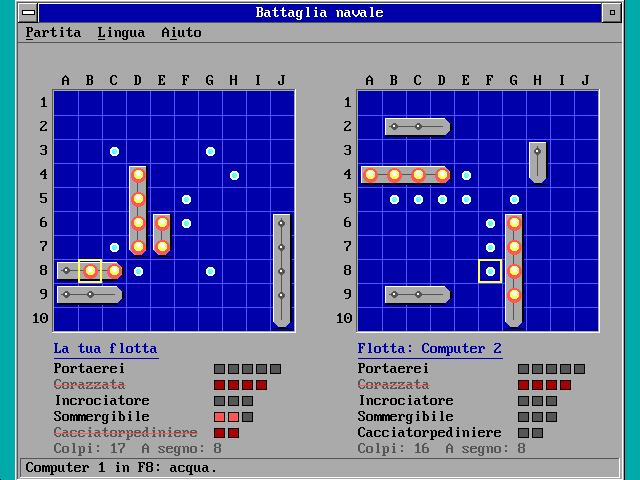 Battaglia navale
Partita Lingua Aiuto
A B C D E F G H I J
A B C D E F G H I J
1
2
3
4
5
6
7
8
9
10
1
2
3
4
5
6
7
8
9
10
La tua flotta
Portaerei
Corazzata
Incrociatore
Sommergibile
Cacciatorpediniere
Colpi: 17 A segno: 8
Flotta: Computer 2
Portaerei
Corazzata
Incrociatore
Sommergibile
Cacciatorpediniere
Colpi: 16 A segno: 8
Computer 1 in F8: acqua.